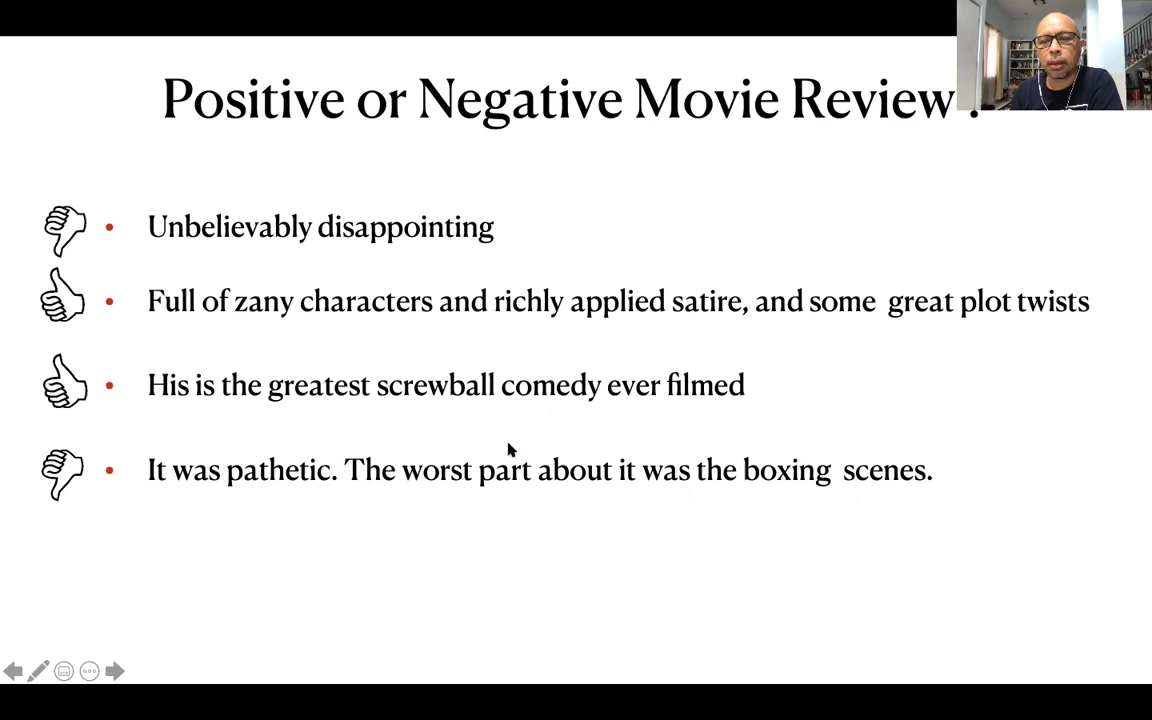 Positive or Negative Movie Review
Unbelievably disappointing
Full of zany characters and richly applied satire, and some great plot twists
His is the greatest screwball comedy ever filmed
It was pathetic. The worst part about it was the boxing scenes.